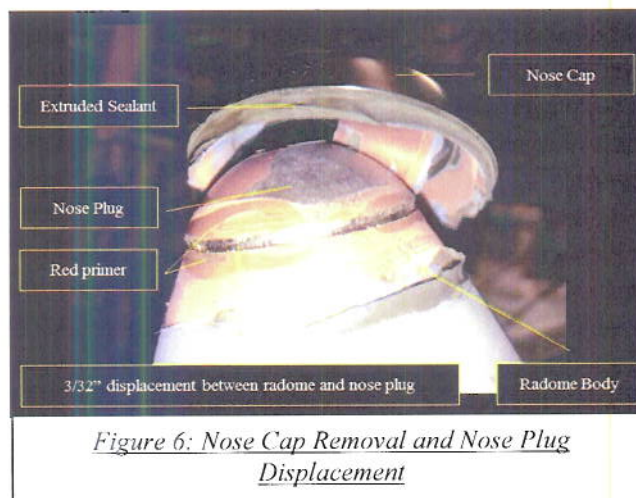 Nose Cap
Extruded Sealant
Nose Plug
Red primer
3/32" displacement between radome and nose plug
Radome Body
Figure 6: Nose Cap Removal and Nose Plug
Displacement